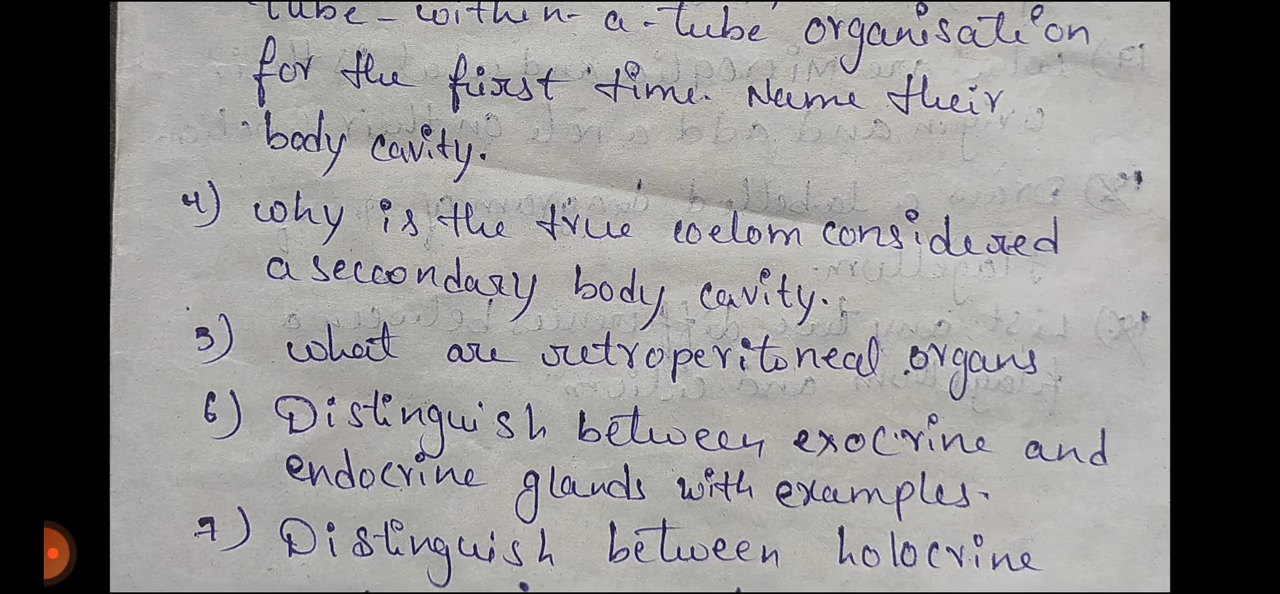 tube-within-a-tube organisation
for the first time. Name their
body cavity.
4) why is the true coelom considered
a seccondary body cavity.
5) what are retroperitoneal organs
6) Distinguish between exocrine and
endocrine glands with examples.
7) Distinguish between holocrine